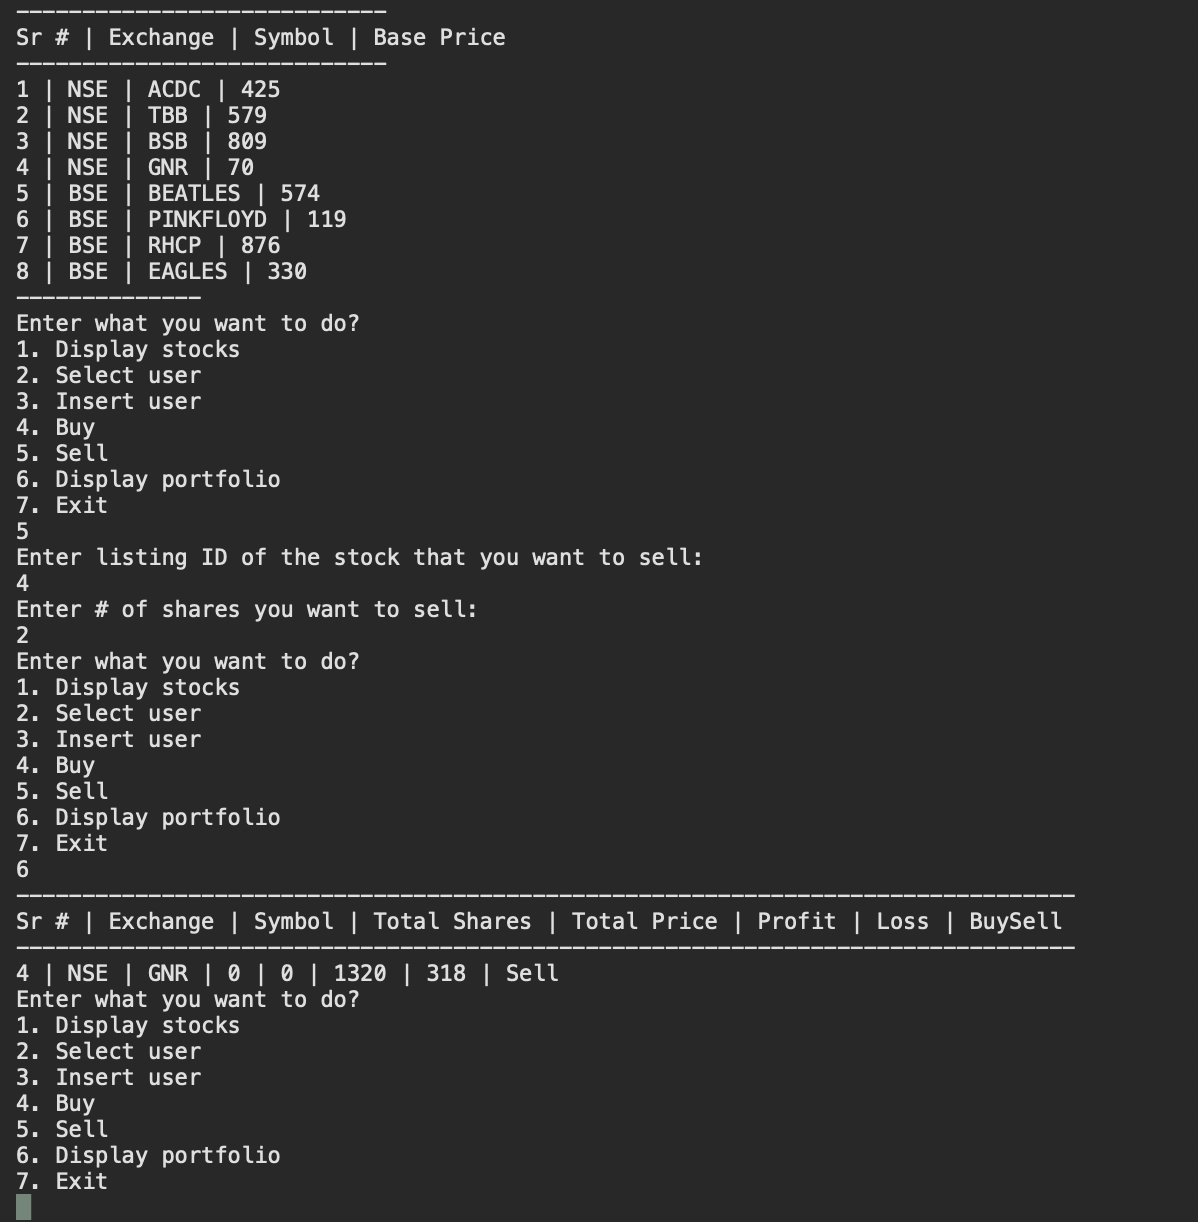 ----------------------------
Sr # | Exchange | Symbol | Base Price
----------------------------
1 | NSE | ACDC | 425
2 | NSE | TBB | 579
3 | NSE | BSB | 809
4 | NSE | GNR | 70
5 | BSE | BEATLES | 574
6 | BSE | PINKFLOYD | 119
7 | BSE | RHCP | 876
8 | BSE | EAGLES | 330
--------------
Enter what you want to do?
1. Display stocks
2. Select user
3. Insert user
4. Buy
5. Sell
6. Display portfolio
7. Exit
5
Enter listing ID of the stock that you want to sell:
4
Enter # of shares you want to sell:
2
Enter what you want to do?
1. Display stocks
2. Select user
3. Insert user
4. Buy
5. Sell
6. Display portfolio
7. Exit
6
--------------------------------------------------------------------------------
Sr # | Exchange | Symbol | Total Shares | Total Price | Profit | Loss | BuySell
--------------------------------------------------------------------------------
4 | NSE | GNR | 0 | 0 | 1320 | 318 | Sell
Enter what you want to do?
1. Display stocks
2. Select user
3. Insert user
4. Buy
5. Sell
6. Display portfolio
7. Exit